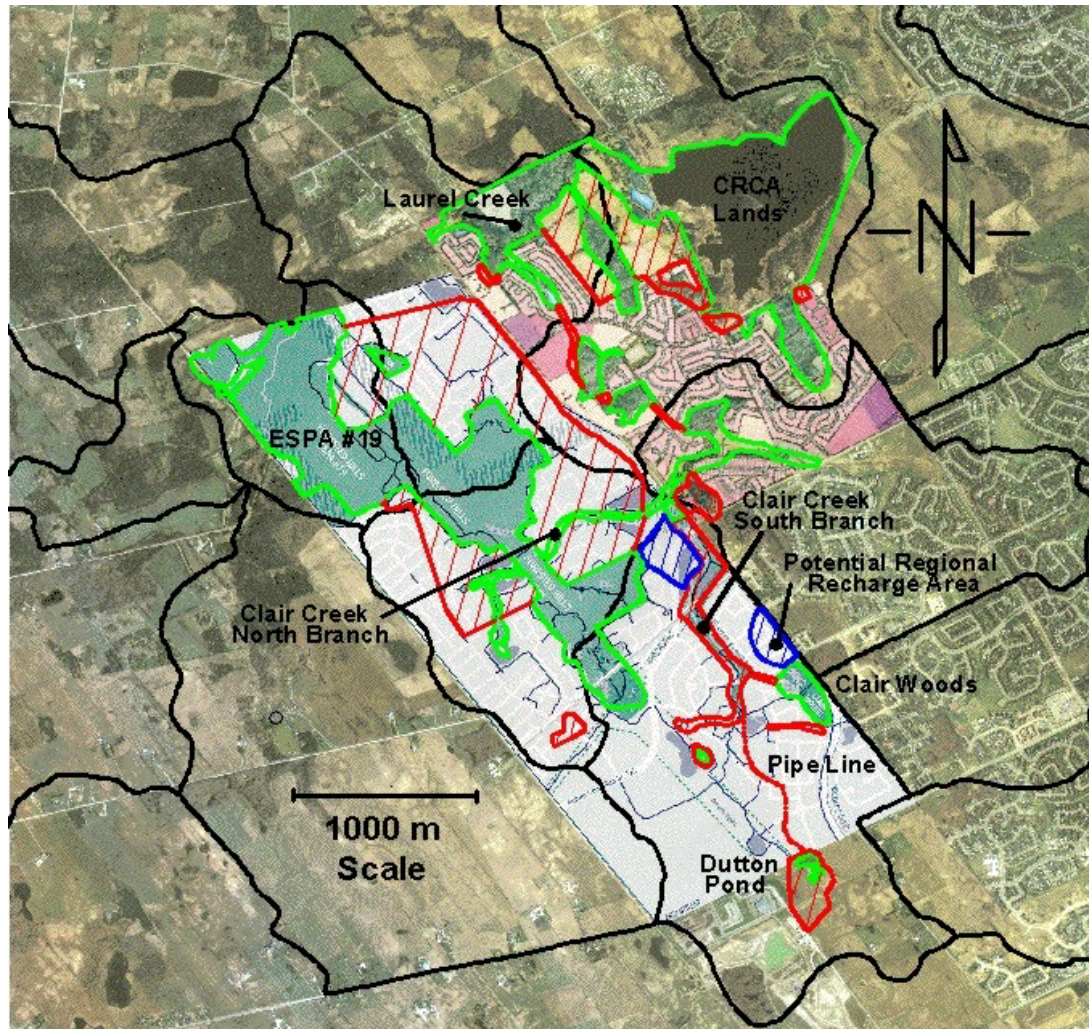 Laurel Creek
CRCA
Lands
N
ESPA #19
Clair Creek
South Branch
Potential Regional
Recharge Area
Clair Creek
North Branch
Clair Woods
Pipe Line
1000 m
Scale
Dutton
Pond